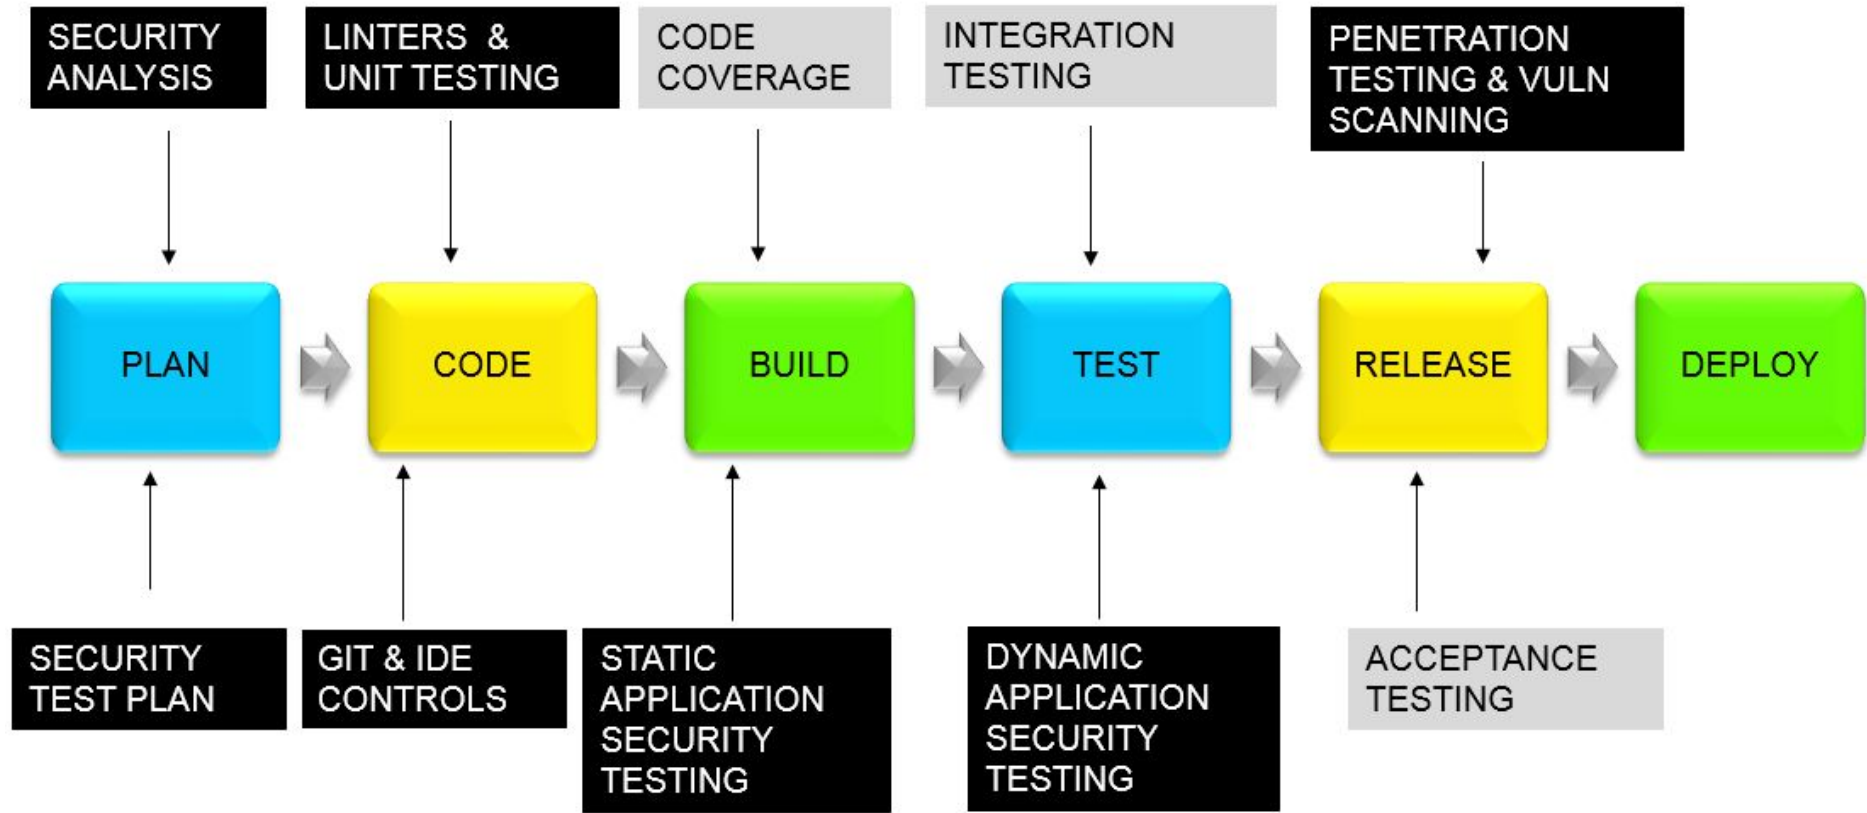 SECURITY
ANALYSIS
LINTERS &
UNIT TESTING
CODE
COVERAGE
INTEGRATION
TESTING
PENETRATION
TESTING & VULN
SCANNING
PLAN
CODE
BUILD
TEST
RELEASE
DEPLOY
SECURITY
TEST PLAN
GIT & IDE
CONTROLS
STATIC
APPLICATION
SECURITY
TESTING
DYNAMIC
APPLICATION
SECURITY
TESTING
ACCEPTANCE
TESTING